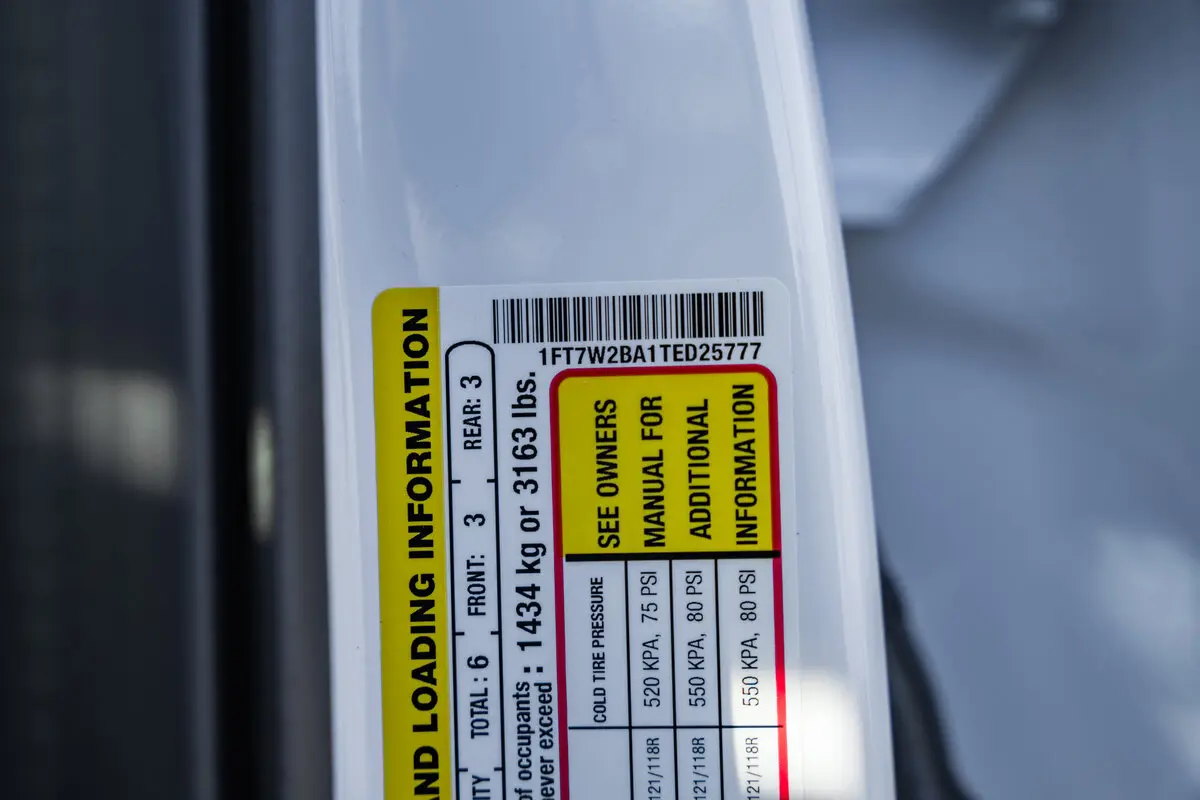 AND LOADING INFORMATION
1FT7W2BA1TED25777
TOTAL : 6 FRONT: 3 REAR: 3
of occupants
never exceed : 1434 kg or 3163 lbs.
COLD TIRE PRESSURE
121/118R 520 KPA, 75 PSI
121/118R 550 KPA, 80 PSI
121/118R 550 KPA, 80 PSI
SEE OWNERS
MANUAL FOR
ADDITIONAL
INFORMATION